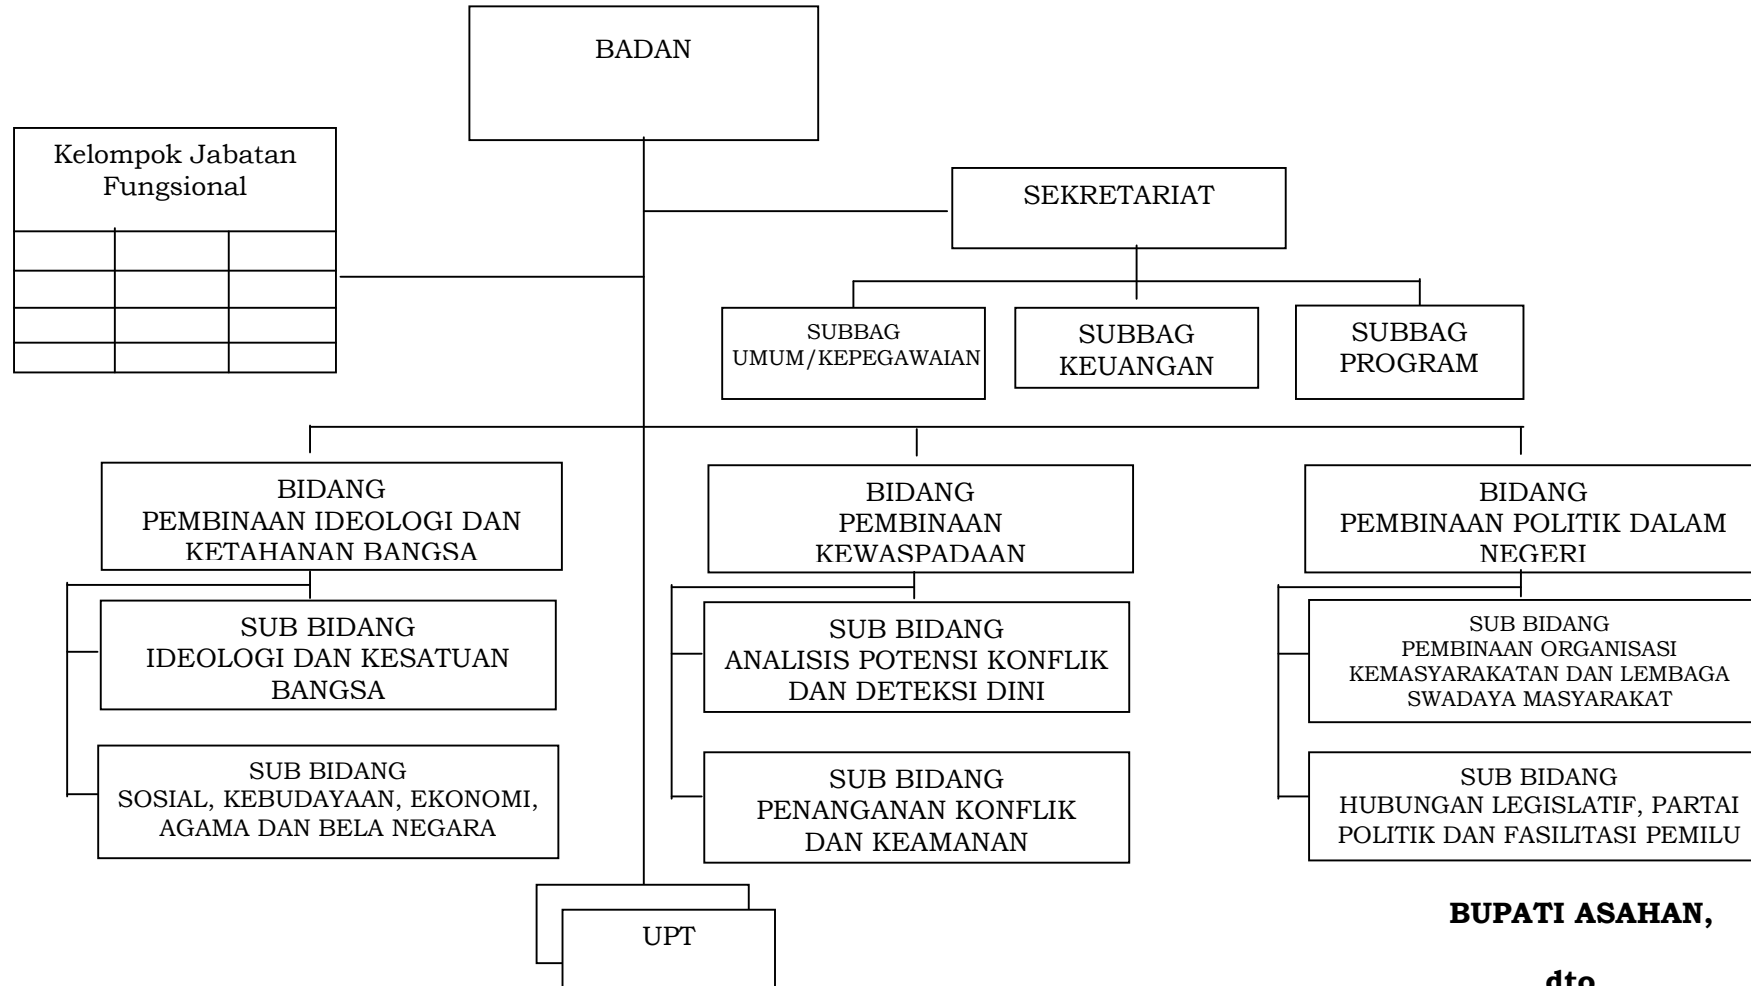 BADAN
Kelompok Jabatan
Fungsional
SEKRETARIAT
SUBBAG
UMUM/KEPEGAWAIAN
SUBBAG
KEUANGAN
SUBBAG
PROGRAM
BIDANG
PEMBINAAN IDEOLOGI DAN
KETAHANAN BANGSA
BIDANG
PEMBINAAN
KEWASPADAAN
BIDANG
PEMBINAAN POLITIK DALAM
NEGERI
SUB BIDANG
IDEOLOGI DAN KESATUAN
BANGSA
SUB BIDANG
ANALISIS POTENSI KONFLIK
DAN DETEKSI DINI
SUB BIDANG
PEMBINAAN ORGANISASI
KEMASYARAKATAN DAN LEMBAGA
SWADAYA MASYARAKAT
SUB BIDANG
SOSIAL, KEBUDAYAAN, EKONOMI,
AGAMA DAN BELA NEGARA
SUB BIDANG
PENANGANAN KONFLIK
DAN KEAMANAN
SUB BIDANG
HUBUNGAN LEGISLATIF, PARTAI
POLITIK DAN FASILITASI PEMILU
UPT
BUPATI ASAHAN,
dto